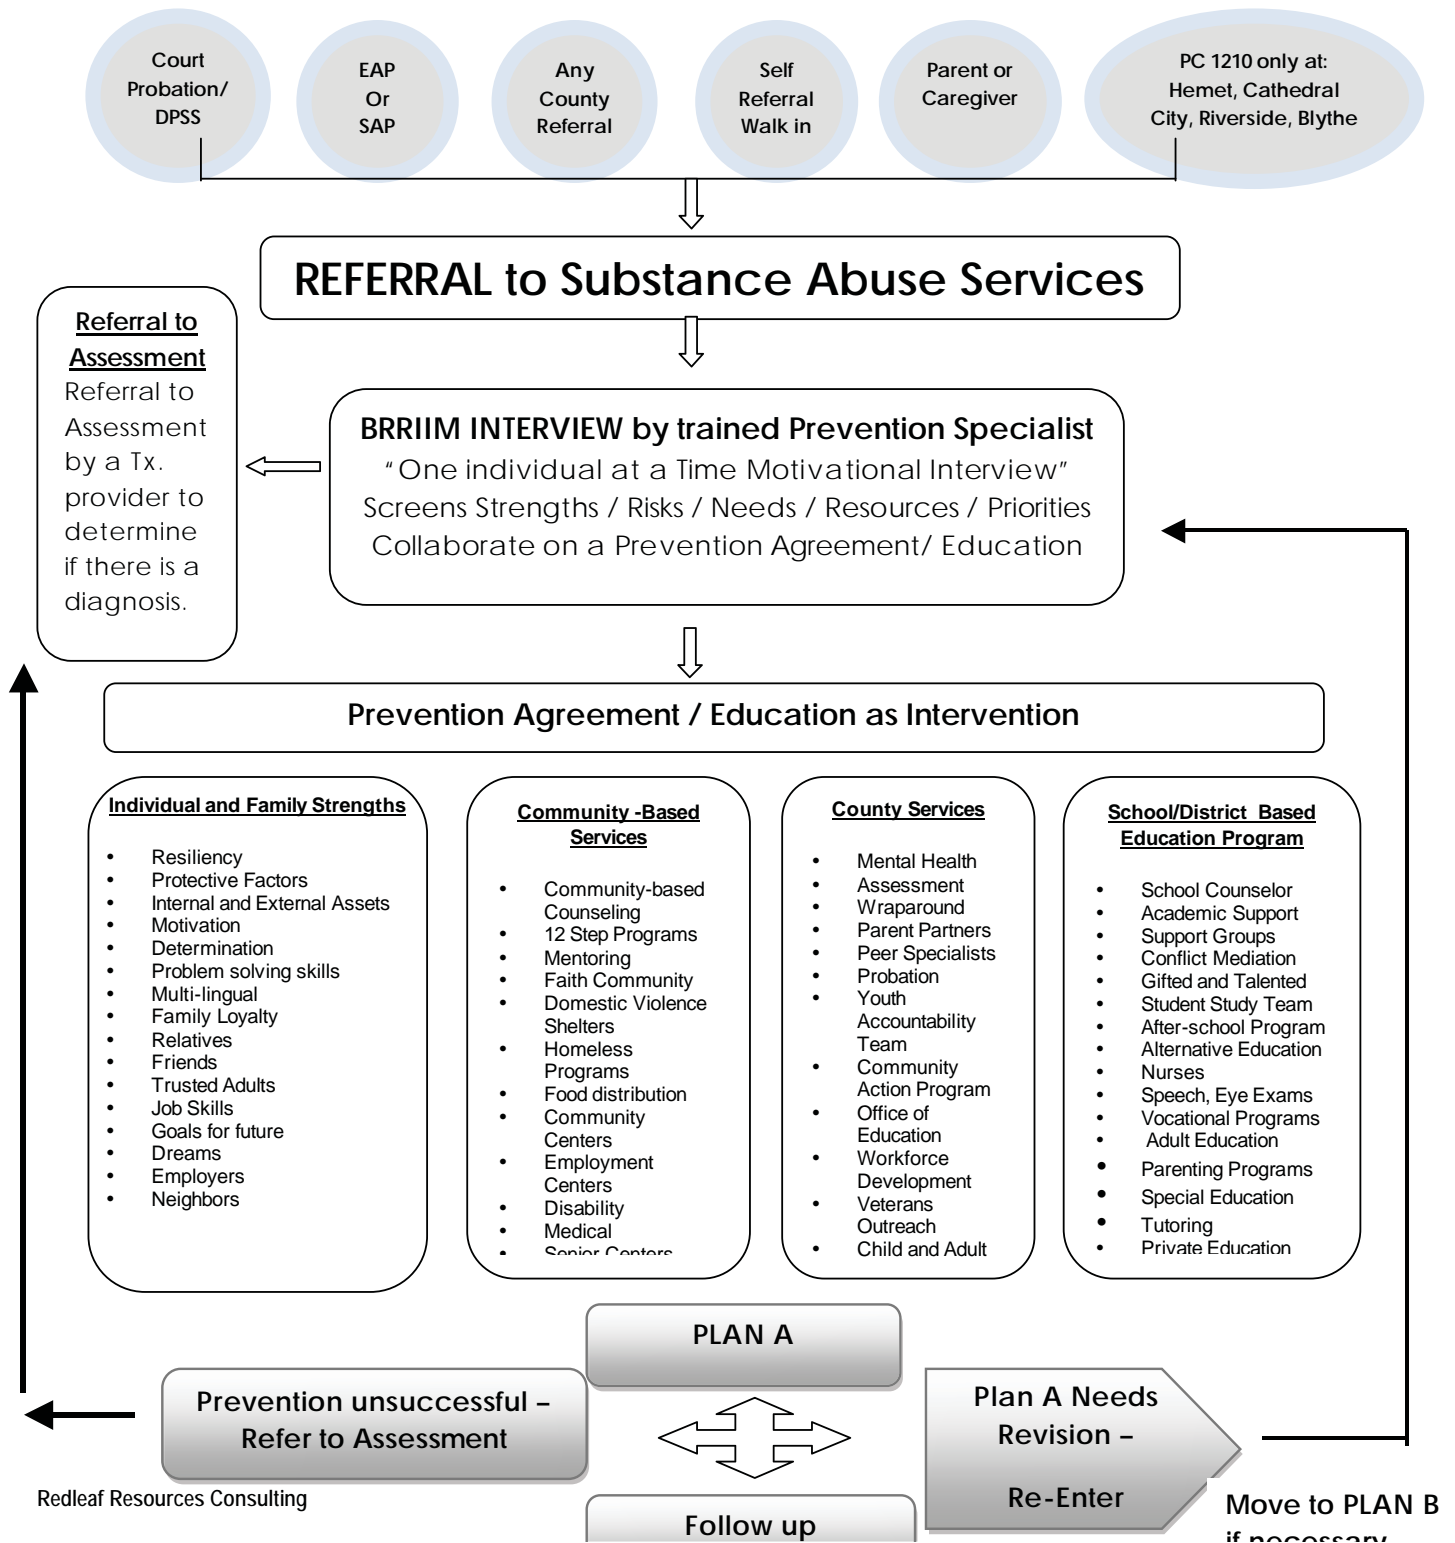 Court
Probation/
DPSS
EAP
Or
SAP
Any
County
Referral
Self
Referral
Walk in
Parent or
Caregiver
PC 1210 only at:
Hemet, Cathedral
City, Riverside, Blythe
REFERRAL to Substance Abuse Services
Referral to
Assessment
Referral to
Assessment
by a Tx.
provider to
determine
if there is a
diagnosis.
BRRIIM INTERVIEW by trained Prevention Specialist
“One individual at a Time Motivational Interview”
Screens Strengths / Risks / Needs / Resources / Priorities
Collaborate on a Prevention Agreement/ Education
Prevention Agreement / Education as Intervention
Individual and Family Strengths
• Resiliency
• Protective Factors
• Internal and External Assets
• Motivation
• Determination
• Problem solving skills
• Multi-lingual
• Family Loyalty
• Relatives
• Friends
• Trusted Adults
• Job Skills
• Goals for future
• Dreams
• Employers
• Neighbors
Community -Based
Services
• Community-based
Counseling
• 12 Step Programs
• Mentoring
• Faith Community
• Domestic Violence
Shelters
• Homeless
Programs
• Food distribution
• Community
Centers
• Employment
Centers
• Disability
• Medical
• Senior Centers
County Services
• Mental Health
• Assessment
• Wraparound
• Parent Partners
• Peer Specialists
• Probation
• Youth
Accountability
Team
• Community
Action Program
• Office of
Education
• Workforce
Development
• Veterans
Outreach
• Child and Adult
School/District Based
Education Program
• School Counselor
• Academic Support
• Support Groups
• Conflict Mediation
• Gifted and Talented
• Student Study Team
• After-school Program
• Alternative Education
• Nurses
• Speech, Eye Exams
• Vocational Programs
• Adult Education
• Parenting Programs
• Special Education
• Tutoring
• Private Education
PLAN A
Prevention unsuccessful –
Refer to Assessment
Plan A Needs
Revision –
Re-Enter
Follow up
Move to PLAN B
if necessary
Redleaf Resources Consulting